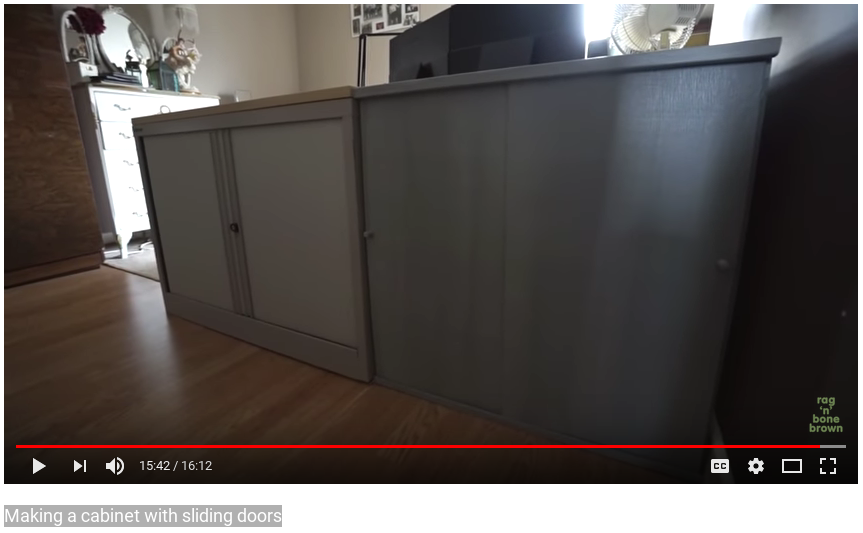 rag
'n'
bone
brown
15:42 / 16:12
CC
Making a cabinet with sliding doors